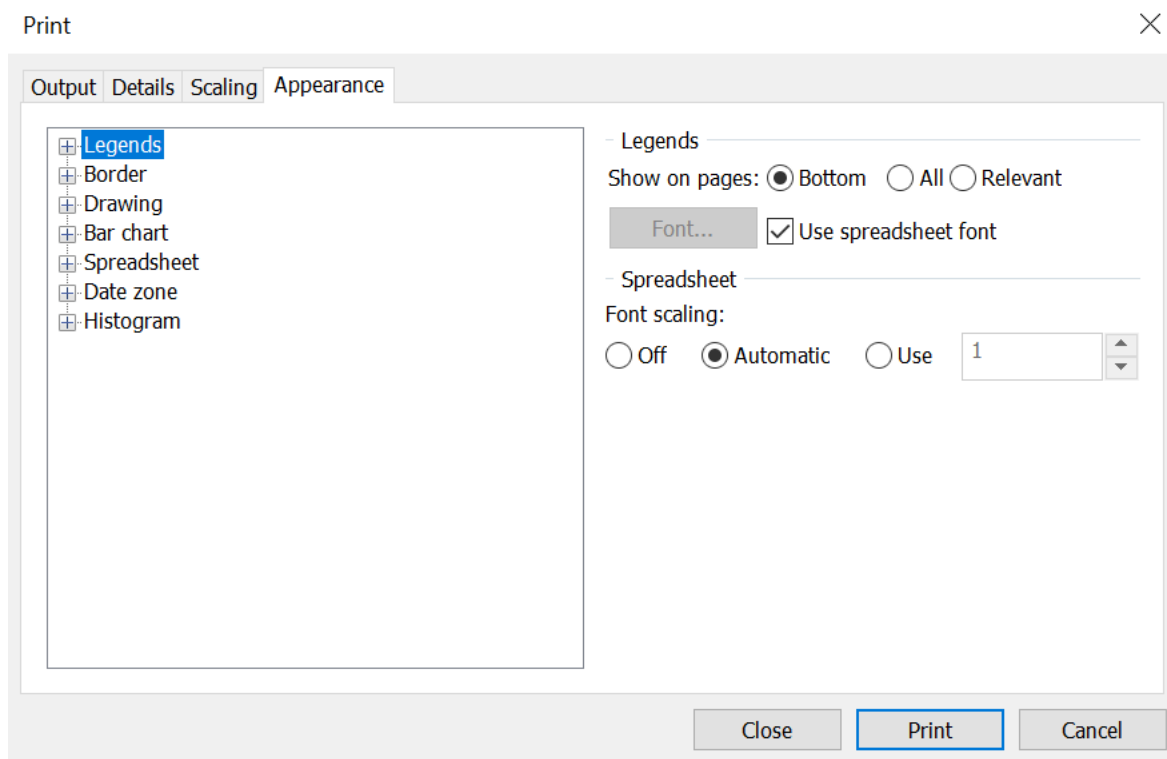 Print
Output Details Scaling Appearance
Legends
Border
Drawing
Bar chart
Spreadsheet
Date zone
Histogram
Legends
Show on pages: Bottom All Relevant
Font... Use spreadsheet font
Spreadsheet
Font scaling:
Off Automatic Use 1
Close Print Cancel